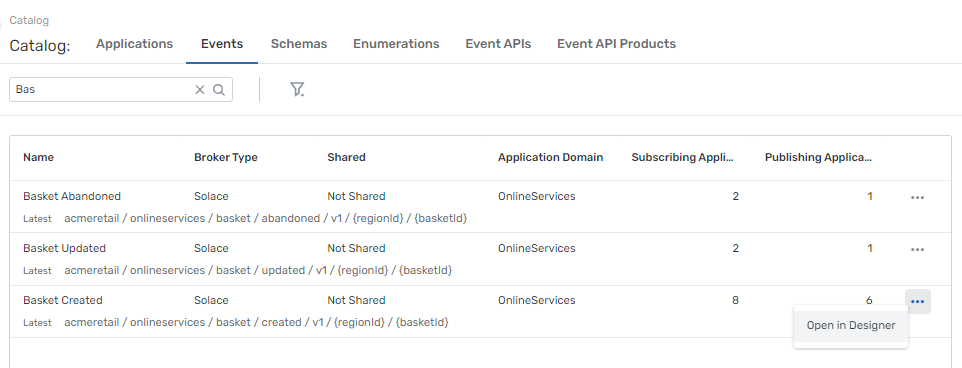 Catalog
Catalog: Applications Events Schemas Enumerations Event APIs Event API Products
Bas
Name Broker Type Shared Application Domain Subscribing Appli... Publishing Applica...
Basket Abandoned Solace Not Shared OnlineServices 2 1
Latest acmeretail / onlineservices / basket / abandoned / v1 / {regionId} / {basketId}
Basket Updated Solace Not Shared OnlineServices 2 1
Latest acmeretail / onlineservices / basket / updated / v1 / {regionId} / {basketId}
Basket Created Solace Not Shared OnlineServices 8 6
Latest acmeretail / onlineservices / basket / created / v1 / {regionId} / {basketId}
Open in Designer